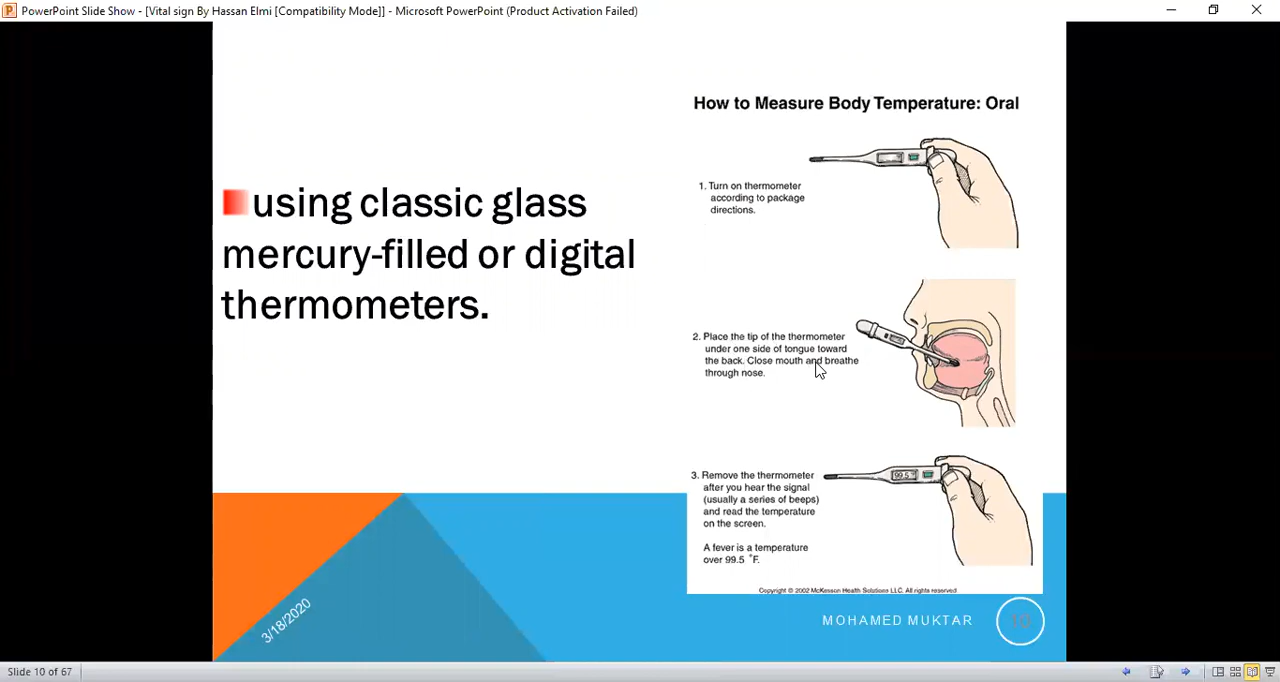 PowerPoint Slide Show - [Vital sign By Hassan Elmi [Compatibility Mode]] - Microsoft PowerPoint (Product Activation Failed)
using classic glass
mercury-filled or digital
thermometers.
How to Measure Body Temperature: Oral
1. Turn on thermometer
according to package
directions.
2. Place the tip of the thermometer
under one side of tongue toward
the back. Close mouth and breathe
through nose.
3. Remove the thermometer
after you hear the signal
(usually a series of beeps)
and read the temperature
on the screen.
99.5°
A fever is a temperature
over 99.5 °F.
Copyright © 2002 McKesson Health Solutions LLC. All rights reserved
3/18/2020
MOHAMED MUKTAR
10
Slide 10 of 67